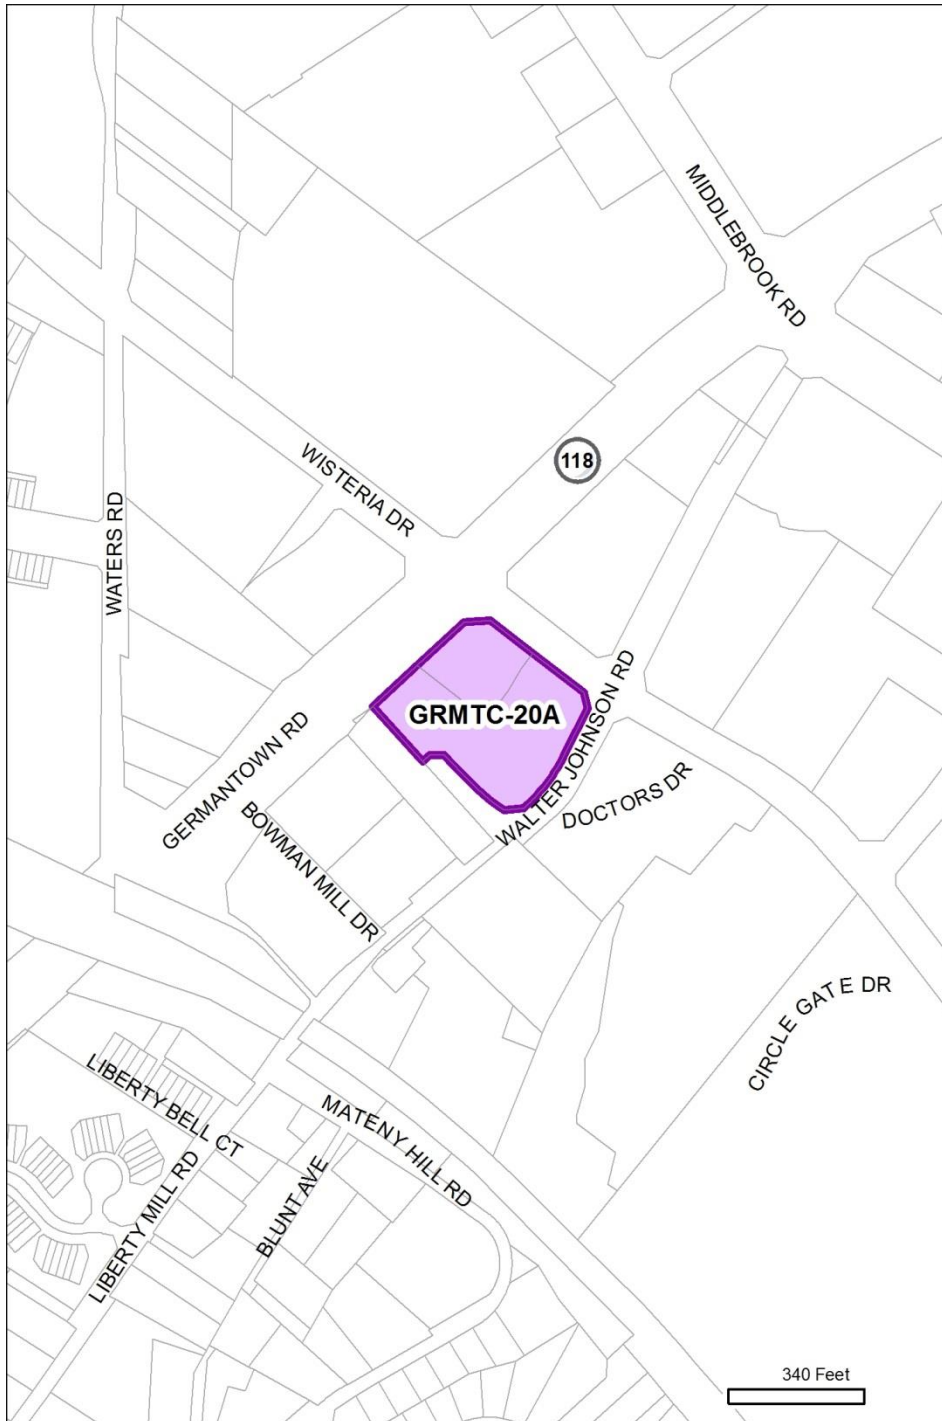 MIDDLEBROOK RD
118
WISTERIA DR
WATERS RD
GRMTC-20A
WALTER JOHNSON RD
GERMANTOWN RD
DOCTORS DR
BOWMAN MILL DR
CIRCLE GATE DR
LIBERTY BELL CT
MATENY HILL RD
LIBERTY MILL RD
BLUNT AVE
340 Feet